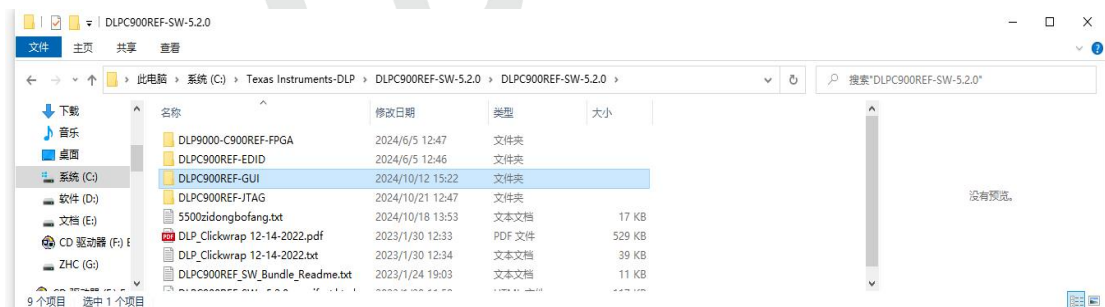 DLPC900REF-SW-5.2.0
文件 主页 共享 查看
此电脑 > 系统 (C:) > Texas Instruments-DLP > DLPC900REF-SW-5.2.0 > DLPC900REF-SW-5.2.0 >
搜索"DLPC900REF-SW-5.2.0"
下载
音乐
桌面
系统 (C:)
软件 (D:)
文档 (E:)
CD 驱动器 (F:) E
ZHC (G:)
名称 修改日期 类型 大小
DLP9000-C900REF-FPGA 2024/6/5 12:47 文件夹
DLPC900REF-EDID 2024/6/5 12:46 文件夹
DLPC900REF-GUI 2024/10/12 15:22 文件夹
DLPC900REF-JTAG 2024/10/21 12:47 文件夹
5500zidongbofang.txt 2024/10/18 13:53 文本文档 17 KB
DLP_Clickwrap 12-14-2022.pdf 2023/1/30 12:33 PDF 文件 529 KB
DLP_Clickwrap 12-14-2022.txt 2023/1/30 12:34 文本文档 39 KB
DLPC900REF_SW_Bundle_Readme.txt 2023/1/24 19:03 文本文档 11 KB
没有预览。
9 个项目 选中 1 个项目